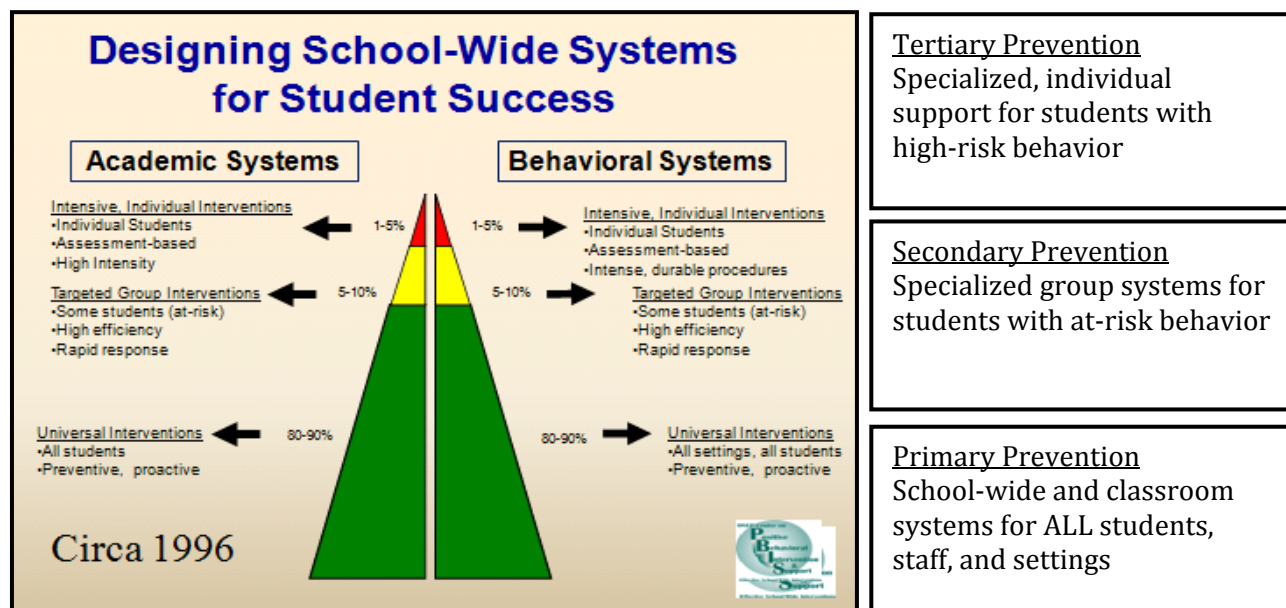 Designing School-Wide Systems
for Student Success
Academic Systems
Intensive, Individual Interventions
•Individual Students
•Assessment-based
•High Intensity
Targeted Group Interventions
•Some students (at-risk)
•High efficiency
•Rapid response
Universal Interventions
•All students
•Preventive, proactive
1-5%
5-10%
80-90%
Behavioral Systems
1-5%
5-10%
80-90%
Intensive, Individual Interventions
•Individual Students
•Assessment-based
•Intense, durable procedures
Targeted Group Interventions
•Some students (at-risk)
•High efficiency
•Rapid response
Universal Interventions
•All settings, all students
•Preventive, proactive
Circa 1996
Positive
Behavioral
Support
Tertiary Prevention
Specialized, individual
support for students with
high-risk behavior
Secondary Prevention
Specialized group systems for
students with at-risk behavior
Primary Prevention
School-wide and classroom
systems for ALL students,
staff, and settings